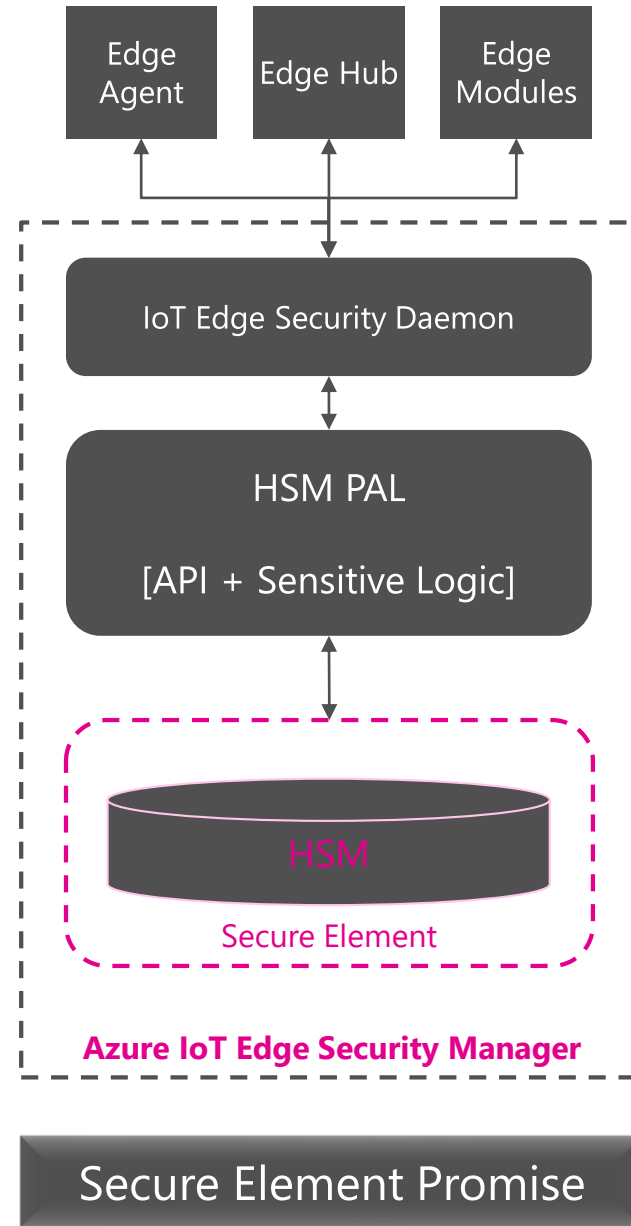 Edge
Agent
Edge Hub
Edge
Modules
IoT Edge Security Daemon
HSM PAL
[API + Sensitive Logic]
HSM
Secure Element
Azure IoT Edge Security Manager
Secure Element Promise